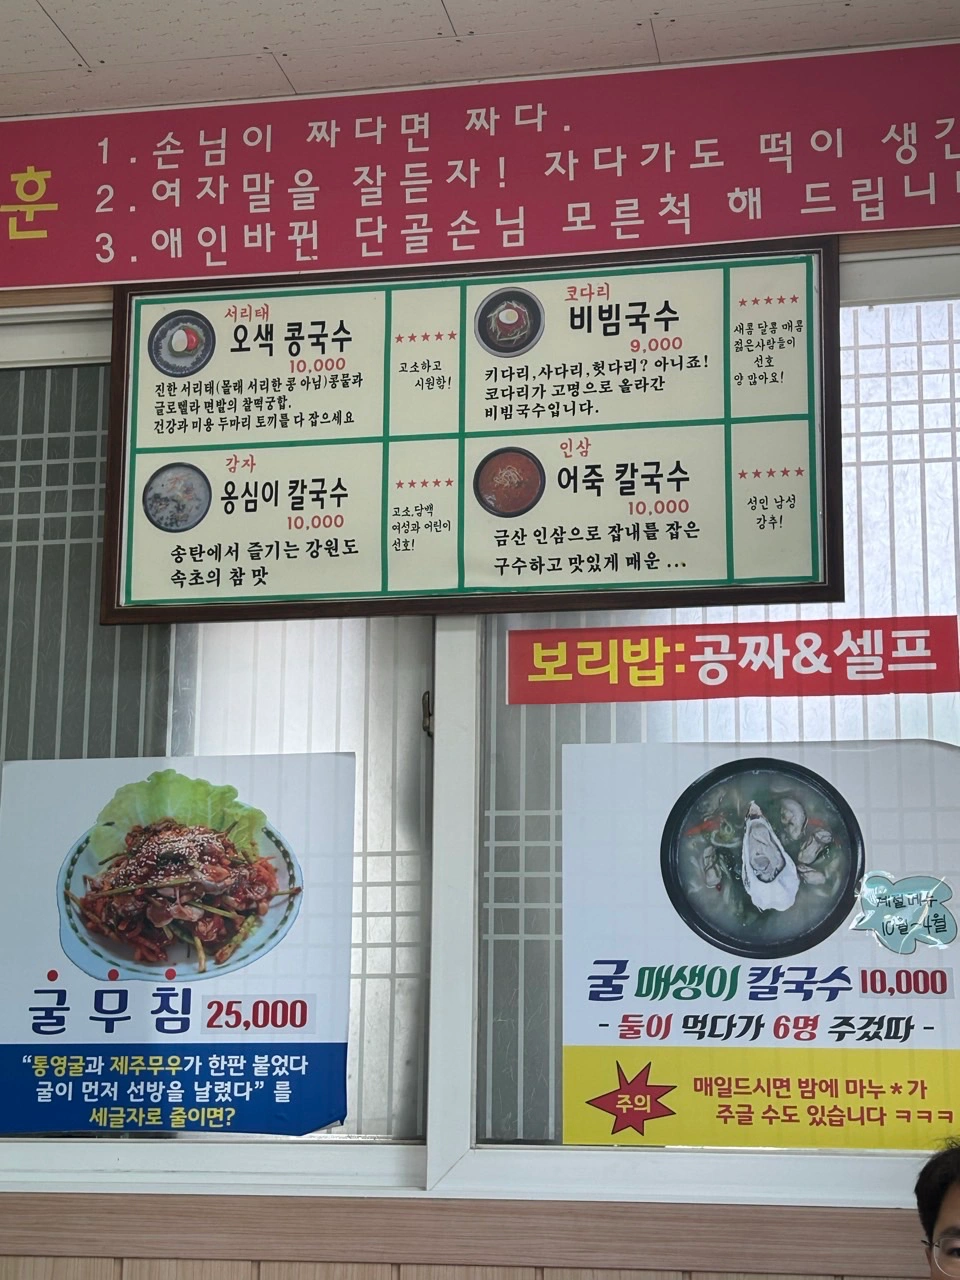 훈
1. 손님이 짜다면 짜다.
2. 여자말을 잘듣자! 자다가도 떡이
3. 애인바뀐 단골손님 모른척 해 드립니
서리태
오색 콩국수
10,000
진한 서리태(몰래 서리한 콩 아님)콩물과
글로렐라 면발의 찰떡궁합.
건강과 미용 두마리 토끼를 다 잡으세요
★★★★★
고소하고
시원항!
코다리
비빔국수
9,000
키다리,사다리,헛다리? 아니죠!
코다리가 고명으로 올라간
비빔국수입니다.
★★★★★
새콤 달콤 매콤
젊은사람들이
선호
양 많아요!
감자
옹심이 칼국수
10,000
송탄에서 즐기는 강원도
속초의 참 맛
★★★★★
고소,담백
여성과 어린이
선호!
인삼
어죽 칼국수
10,000
금산 인삼으로 잡내를 잡은
구수하고 맛있게 매운 ...
★★★★★
성인 남성
강추!
보리밥:공짜&셀프
굴무침 25,000
“통영굴과 제주무우가 한판 붙었다
굴이 먼저 선방을 날렸다” 를
세글자로 줄이면?
계절메뉴
10월~4월
굴 매생이 칼국수 10,000
- 둘이 먹다가 6명 주겄따 -
주의
매일드시면 밤에 마누*가
주글 수도 있습니다 ㅋㅋㅋ